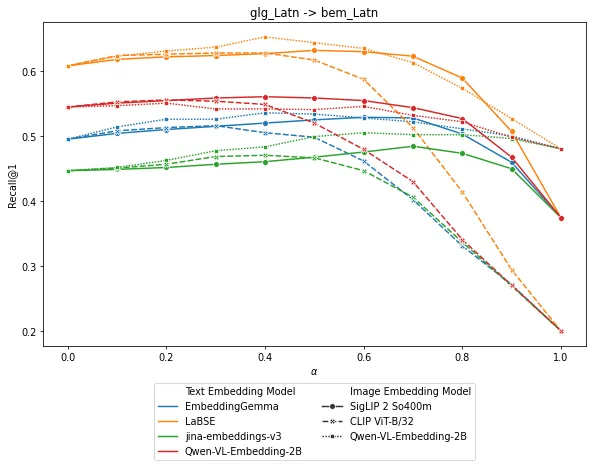 glg_Latn -> bem_Latn
Recall@1
0.6
0.5
0.4
0.3
0.2
0.0
0.2
0.4
0.6
0.8
1.0
α
Text Embedding Model
EmbeddingGemma
LaBSE
jina-embeddings-v3
Qwen-VL-Embedding-2B
Image Embedding Model
SigLIP 2 So400m
CLIP ViT-B/32
Qwen-VL-Embedding-2B